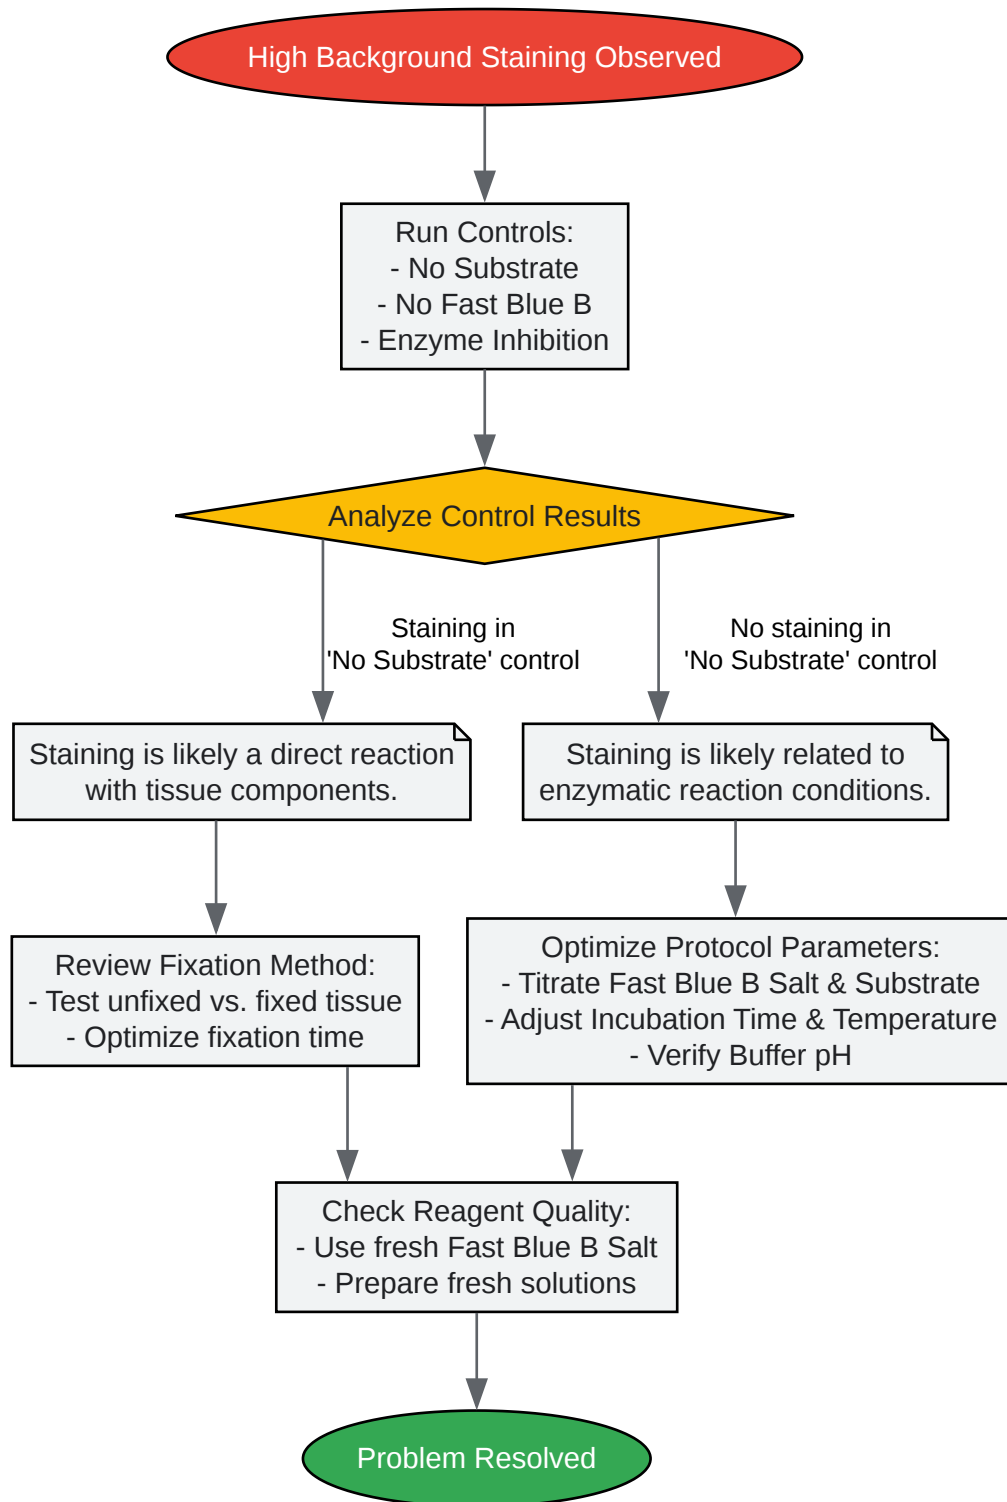 High Background Staining Observed
Run Controls:
- No Substrate
- No Fast Blue B
- Enzyme Inhibition
Analyze Control Results
Staining in
'No Substrate' control
No staining in
'No Substrate' control
Staining is likely a direct reaction
with tissue components.
Staining is likely related to
enzymatic reaction conditions.
Review Fixation Method:
- Test unfixed vs. fixed tissue
- Optimize fixation time
Optimize Protocol Parameters:
- Titrate Fast Blue B Salt & Substrate
- Adjust Incubation Time & Temperature
- Verify Buffer pH
Check Reagent Quality:
- Use fresh Fast Blue B Salt
- Prepare fresh solutions
Problem Resolved